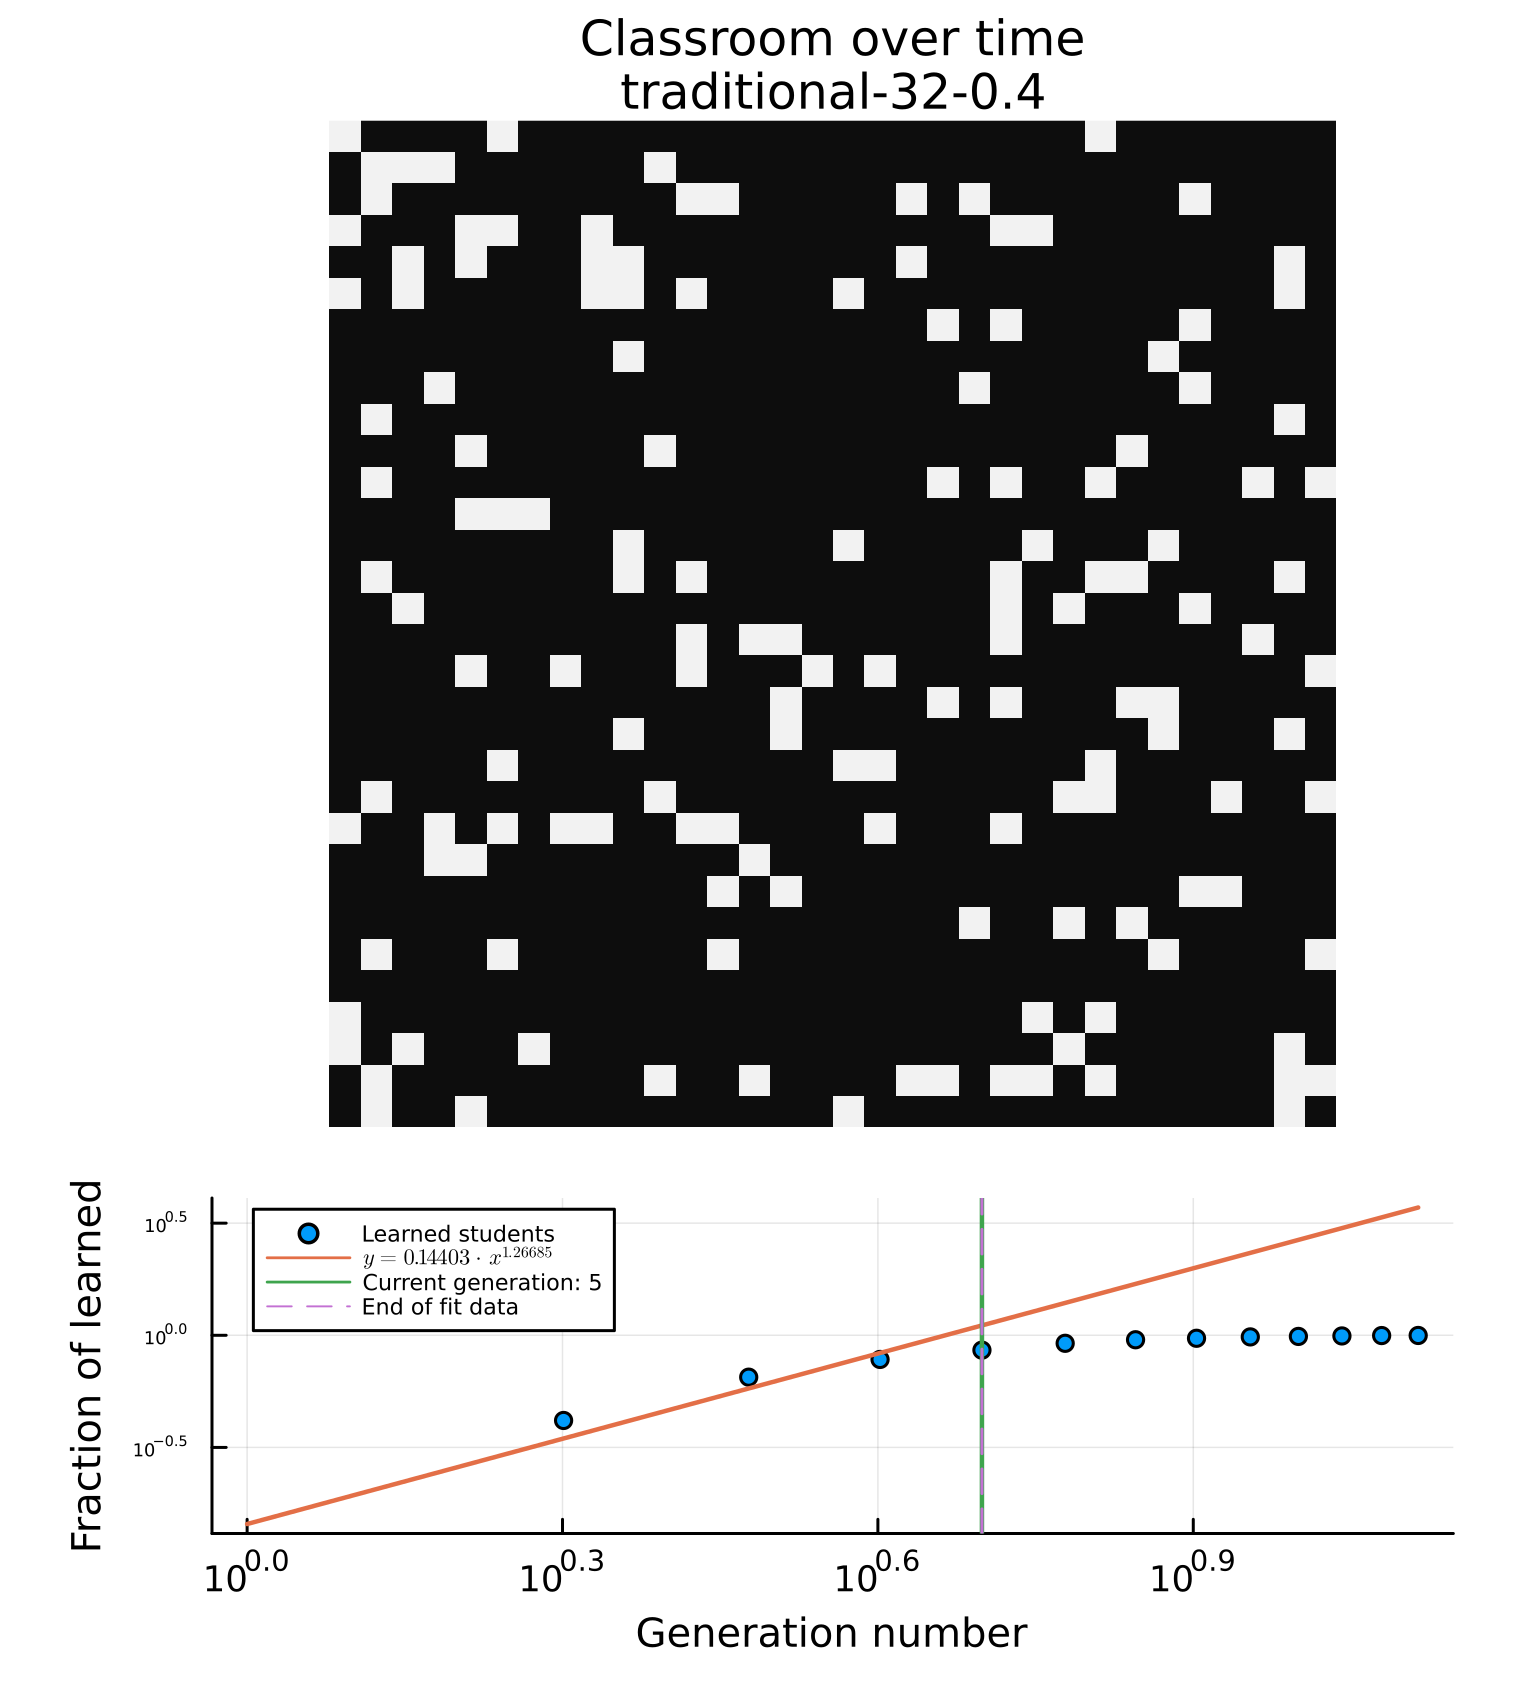 Classroom over time
traditional-32-0.4
Fraction of learned
10^0.5
10^0.0
10^−0.5
Learned students
y = 0.14403 · x^1.26685
Current generation: 5
End of fit data
10^0.0 10^0.3 10^0.6 10^0.9
Generation number